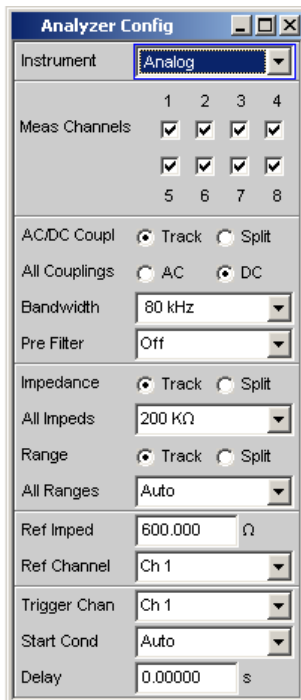 Analyzer Config
Instrument Analog
1 2 3 4
Meas Channels
5 6 7 8
AC/DC Coupl Track Split
All Couplings AC DC
Bandwidth 80 kHz
Pre Filter Off
Impedance Track Split
All Impeds 200 KΩ
Range Track Split
All Ranges Auto
Ref Imped 600.000 Ω
Ref Channel Ch 1
Trigger Chan Ch 1
Start Cond Auto
Delay 0.00000 s